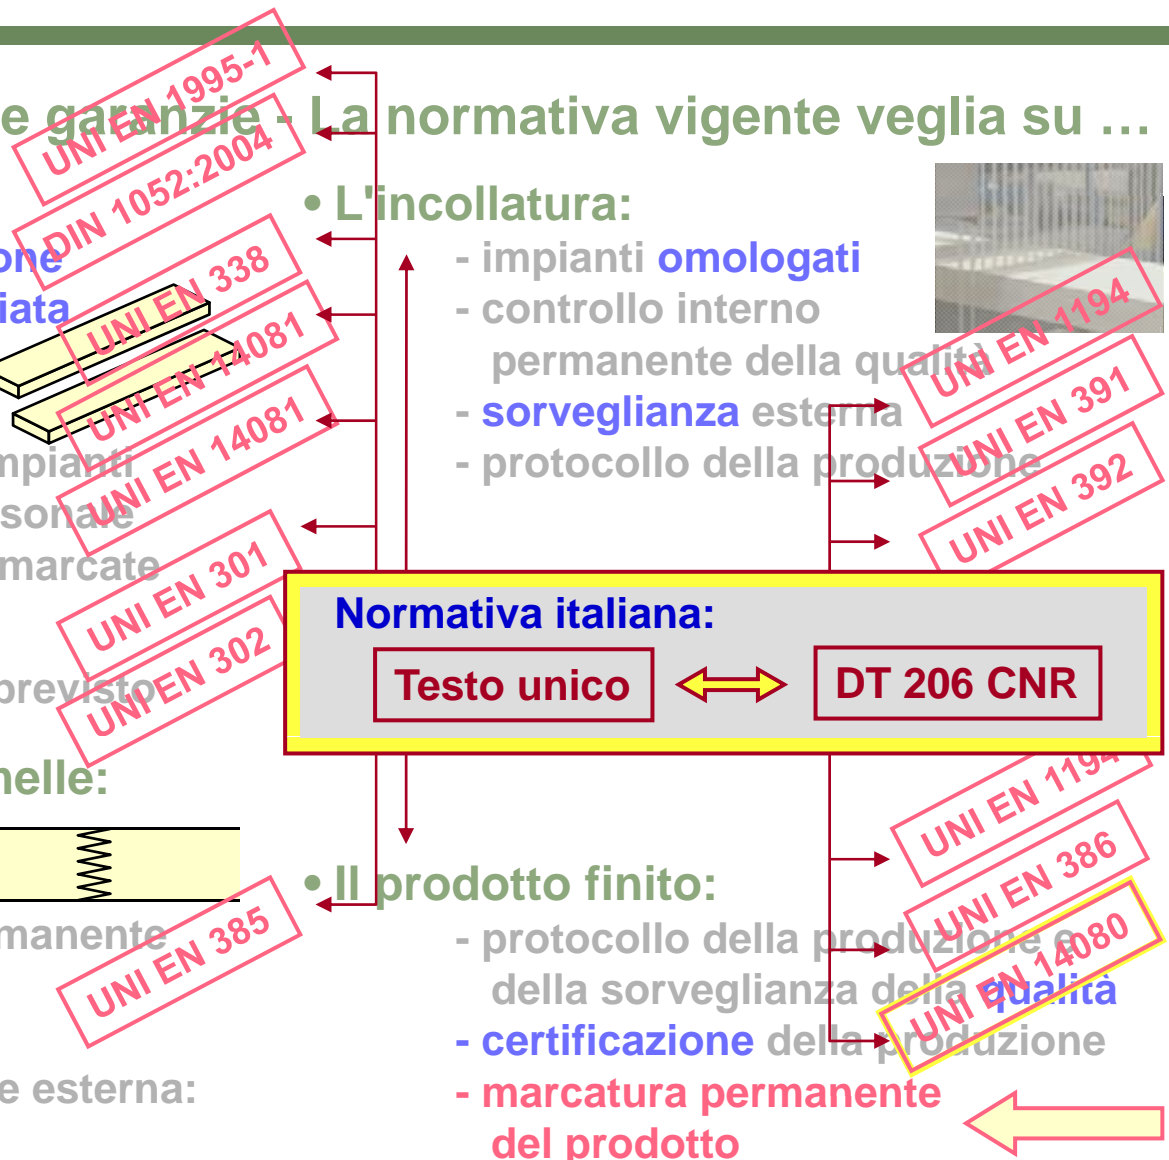 e garanzie - La normativa vigente veglia su …
UNI EN 1995-1
DIN 1052:2004
one
iata
UNI EN 338
UNI EN 14081
UNI EN 14081
mpianti
sonale
marcate
UNI EN 301
UNI EN 302
previsto
nelle:
manente
UNI EN 385
e esterna:
• L'incollatura:
- impianti omologati
- controllo interno
permanente della qualità
- sorveglianza esterna
- protocollo della produzione
UNI EN 1194
UNI EN 391
UNI EN 392
Normativa italiana:
Testo unico
DT 206 CNR
UNI EN 1194
UNI EN 386
UNI EN 14080
• Il prodotto finito:
- protocollo della produzione e
della sorveglianza della qualità
- certificazione della produzione
- marcatura permanente
del prodotto